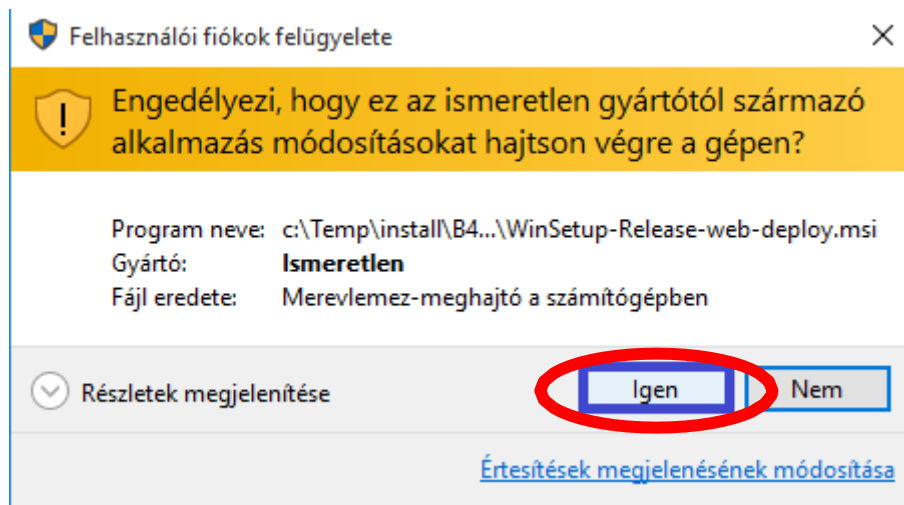 Felhasználói fiókok felügyelete
Engedélyezi, hogy ez az ismeretlen gyártótól származó
alkalmazás módosításokat hajtson végre a gépen?
Program neve: c:\Temp\install\B4...\WinSetup-Release-web-deploy.msi
Gyártó: Ismeretlen
Fájl eredete: Merevlemez-meghajtó a számítógépben
Részletek megjelenítése Igen Nem
Értesítések megjelenésének módosítása